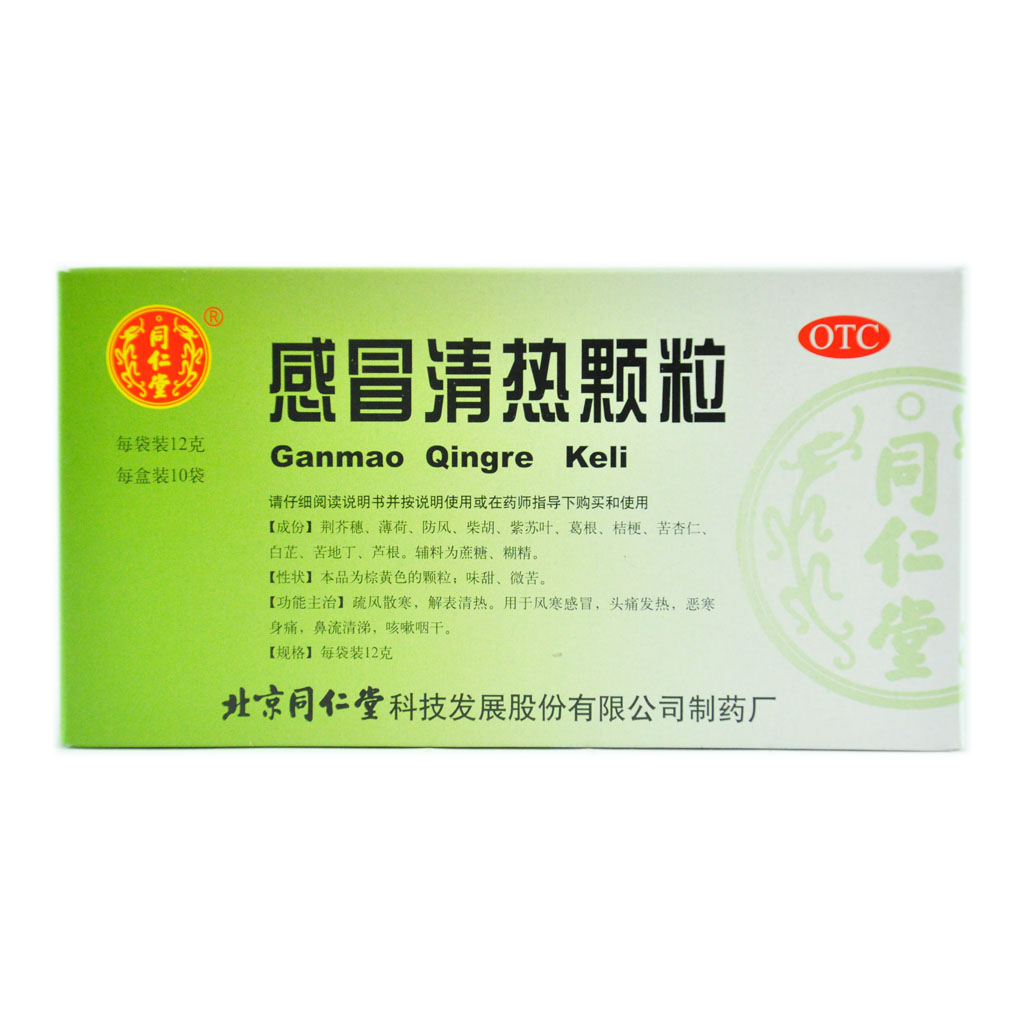 同仁堂
®
OTC
感冒清热颗粒
Ganmao Qingre Keli
每袋装12克
每盒装10袋
请仔细阅读说明书并按说明使用或在药师指导下购买和使用
【成份】荆芥穗、薄荷、防风、柴胡、紫苏叶、葛根、桔梗、苦杏仁、
白芷、苦地丁、芦根。辅料为蔗糖、糊精。
【性状】本品为棕黄色的颗粒；味甜、微苦。
【功能主治】疏风散寒，解表清热。用于风寒感冒，头痛发热，恶寒
身痛，鼻流清涕，咳嗽咽干。
【规格】每袋装12克
同仁堂
北京同仁堂科技发展股份有限公司制药厂